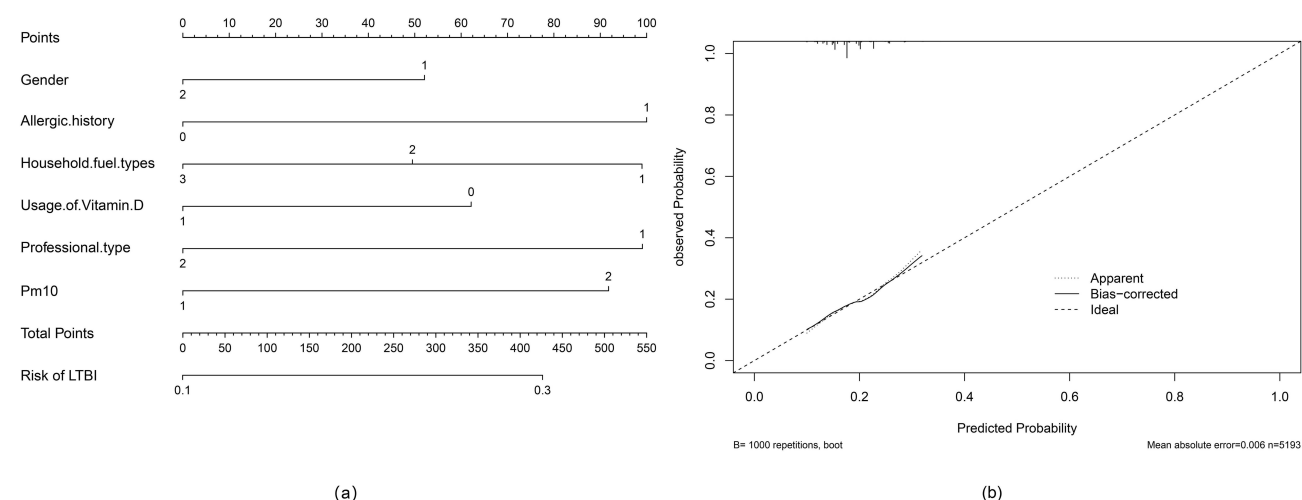 Points
0 10 20 30 40 50 60 70 80 90 100
Gender
1
2
Allergic.history
1
0
Household.fuel.types
2
3 1
Usage.of.Vitamin.D
0
1
Professional.type
1
2
Pm10
2
1
Total Points
0 50 100 150 200 250 300 350 400 450 500 550
Risk of LTBI
0.1 0.3
(a)
observed Probability
0.0 0.2 0.4 0.6 0.8 1.0
Apparent
Bias-corrected
Ideal
0.0 0.2 0.4 0.6 0.8 1.0
Predicted Probability
B= 1000 repetitions, boot
Mean absolute error=0.006 n=5193
(b)